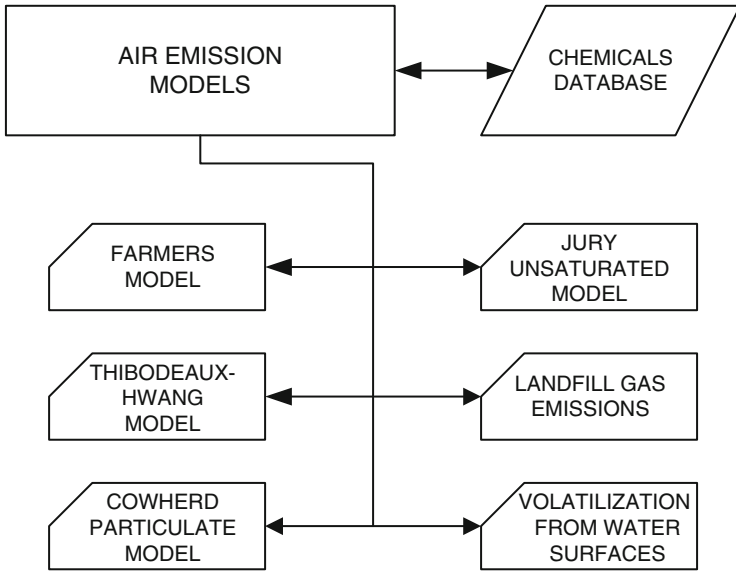 AIR EMISSION
MODELS
CHEMICALS
DATABASE
FARMERS
MODEL
JURY
UNSATURATED
MODEL
THIBODEAUX-
HWANG
MODEL
LANDFILL GAS
EMISSIONS
COWHERD
PARTICULATE
MODEL
VOLATILIZATION
FROM WATER
SURFACES